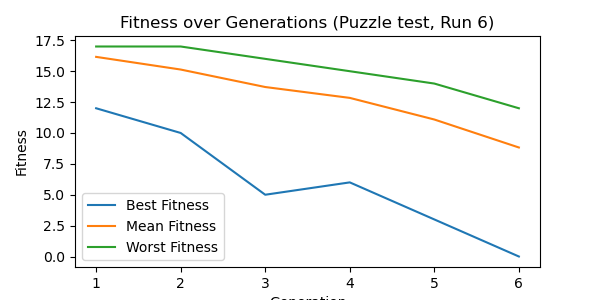 Fitness over Generations (Puzzle test, Run 6)
17.5
15.0
12.5
10.0
7.5
5.0
2.5
0.0
Fitness
Best Fitness
Mean Fitness
Worst Fitness
1 2 3 4 5 6
Generation